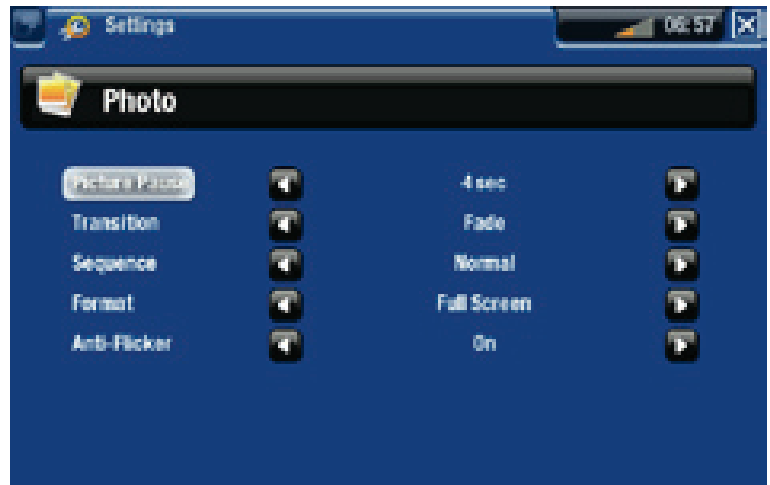 Settings 06:57
Photo
Picture Pause 4 sec
Transition Fade
Sequence Normal
Format Full Screen
Anti-Flicker On